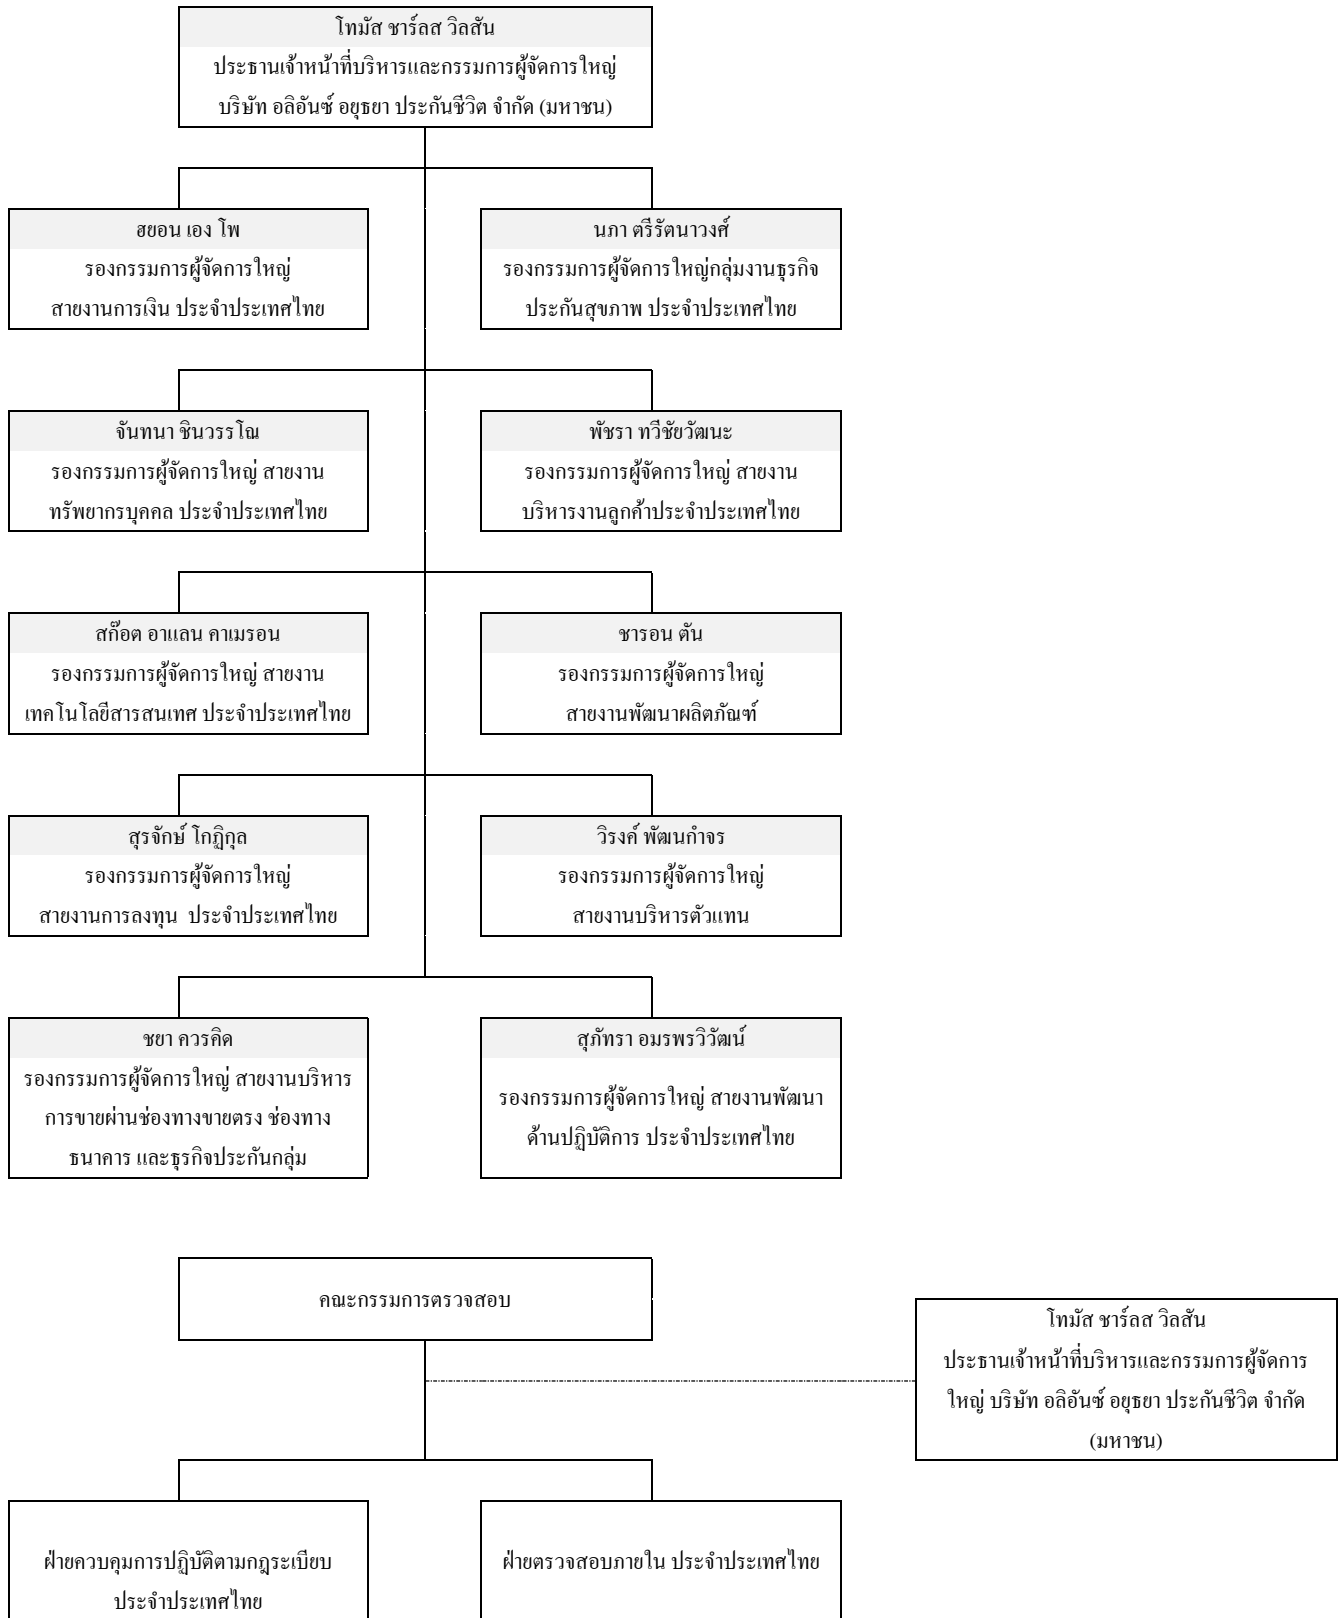 โทมัส ชาร์ลส วิลสัน
ประธานเจ้าหน้าที่บริหารและกรรมการผู้จัดการใหญ่
บริษัท อลิอันซ์ อยุธยา ประกันชีวิต จำกัด (มหาชน)
ฮยอน เอง โพ
รองกรรมการผู้จัดการใหญ่
สายงานการเงิน ประจำประเทศไทย
นภา ตรีรัตนาวงศ์
รองกรรมการผู้จัดการใหญ่กลุ่มงานธุรกิจ
ประกันสุขภาพ ประจำประเทศไทย
จันทนา ชินวรรโณ
รองกรรมการผู้จัดการใหญ่ สายงาน
ทรัพยากรบุคคล ประจำประเทศไทย
พัชรา ทวีชัยวัฒนะ
รองกรรมการผู้จัดการใหญ่ สายงาน
บริหารงานลูกค้าประจำประเทศไทย
สก๊อต อาแลน คาเมรอน
รองกรรมการผู้จัดการใหญ่ สายงาน
เทคโนโลยีสารสนเทศ ประจำประเทศไทย
ชารอน ตัน
รองกรรมการผู้จัดการใหญ่
สายงานพัฒนาผลิตภัณฑ์
สุรจักษ์ โกฏิกุล
รองกรรมการผู้จัดการใหญ่
สายงานการลงทุน ประจำประเทศไทย
วิรงค์ พัฒนกำจร
รองกรรมการผู้จัดการใหญ่
สายงานบริหารตัวแทน
ชยา ควรคิด
รองกรรมการผู้จัดการใหญ่ สายงานบริหาร
การขายผ่านช่องทางขายตรง ช่องทาง
ธนาคาร และธุรกิจประกันกลุ่ม
สุภัทรา อมรพรวิวัฒน์
รองกรรมการผู้จัดการใหญ่ สายงานพัฒนา
ด้านปฏิบัติการ ประจำประเทศไทย
คณะกรรมการตรวจสอบ
โทมัส ชาร์ลส วิลสัน
ประธานเจ้าหน้าที่บริหารและกรรมการผู้จัดการ
ใหญ่ บริษัท อลิอันซ์ อยุธยา ประกันชีวิต จำกัด
(มหาชน)
ฝ่ายควบคุมการปฏิบัติตามกฎระเบียบ
ประจำประเทศไทย
ฝ่ายตรวจสอบภายใน ประจำประเทศไทย